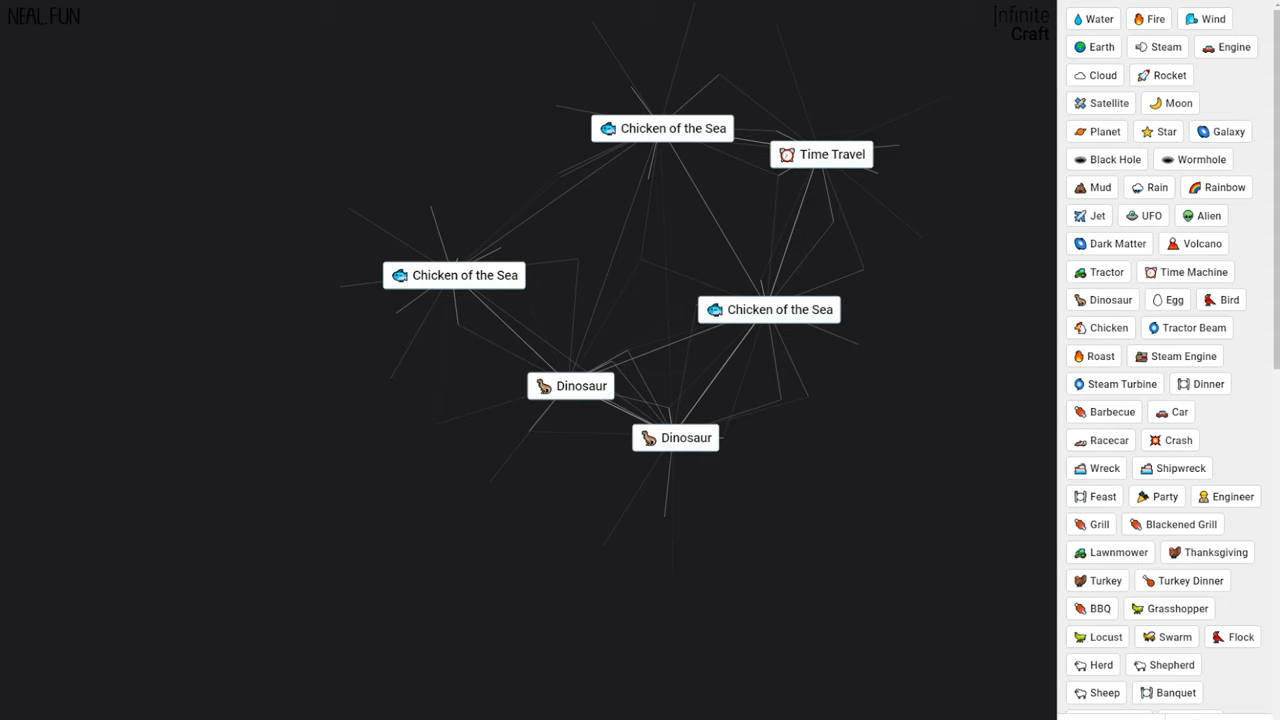 NEAL.FUN
Infinite
Craft
Chicken of the Sea
Time Travel
Chicken of the Sea
Chicken of the Sea
Dinosaur
Dinosaur
Water Fire Wind
Earth Steam Engine
Cloud Rocket
Satellite Moon
Planet Star Galaxy
Black Hole Wormhole
Mud Rain Rainbow
Jet UFO Alien
Dark Matter Volcano
Tractor Time Machine
Dinosaur Egg Bird
Chicken Tractor Beam
Roast Steam Engine
Steam Turbine Dinner
Barbecue Car
Racecar Crash
Wreck Shipwreck
Feast Party Engineer
Grill Blackened Grill
Lawnmower Thanksgiving
Turkey Turkey Dinner
BBQ Grasshopper
Locust Swarm Flock
Herd Shepherd
Sheep Banquet